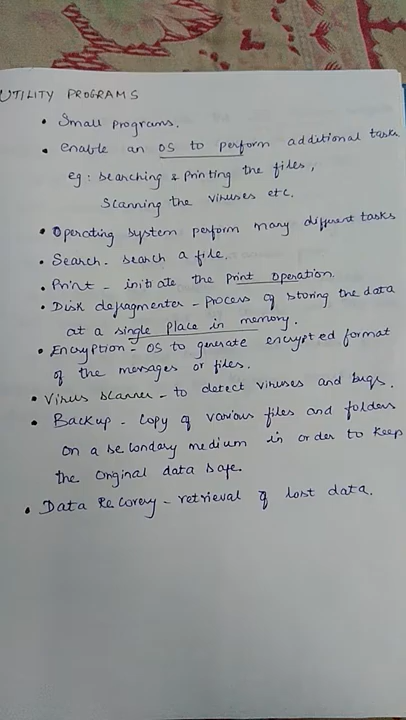 UTILITY PROGRAMS
• Small programs.
• enable an OS to perform additional tasks.
eg: searching & printing the files,
scanning the viruses etc.
• Operating system perform many different tasks
• Search. search a file.
• Print - initiate the print operation.
• Disk defragmenter - process of storing the data
at a single place in memory.
• Encryption - OS to generate encrypted format
of the messages or files.
• Virus scanner - to detect viruses and bugs.
• Backup - copy of various files and folders
on a secondary medium in order to keep
the original data safe.
• Data Recovery - retrieval of lost data.